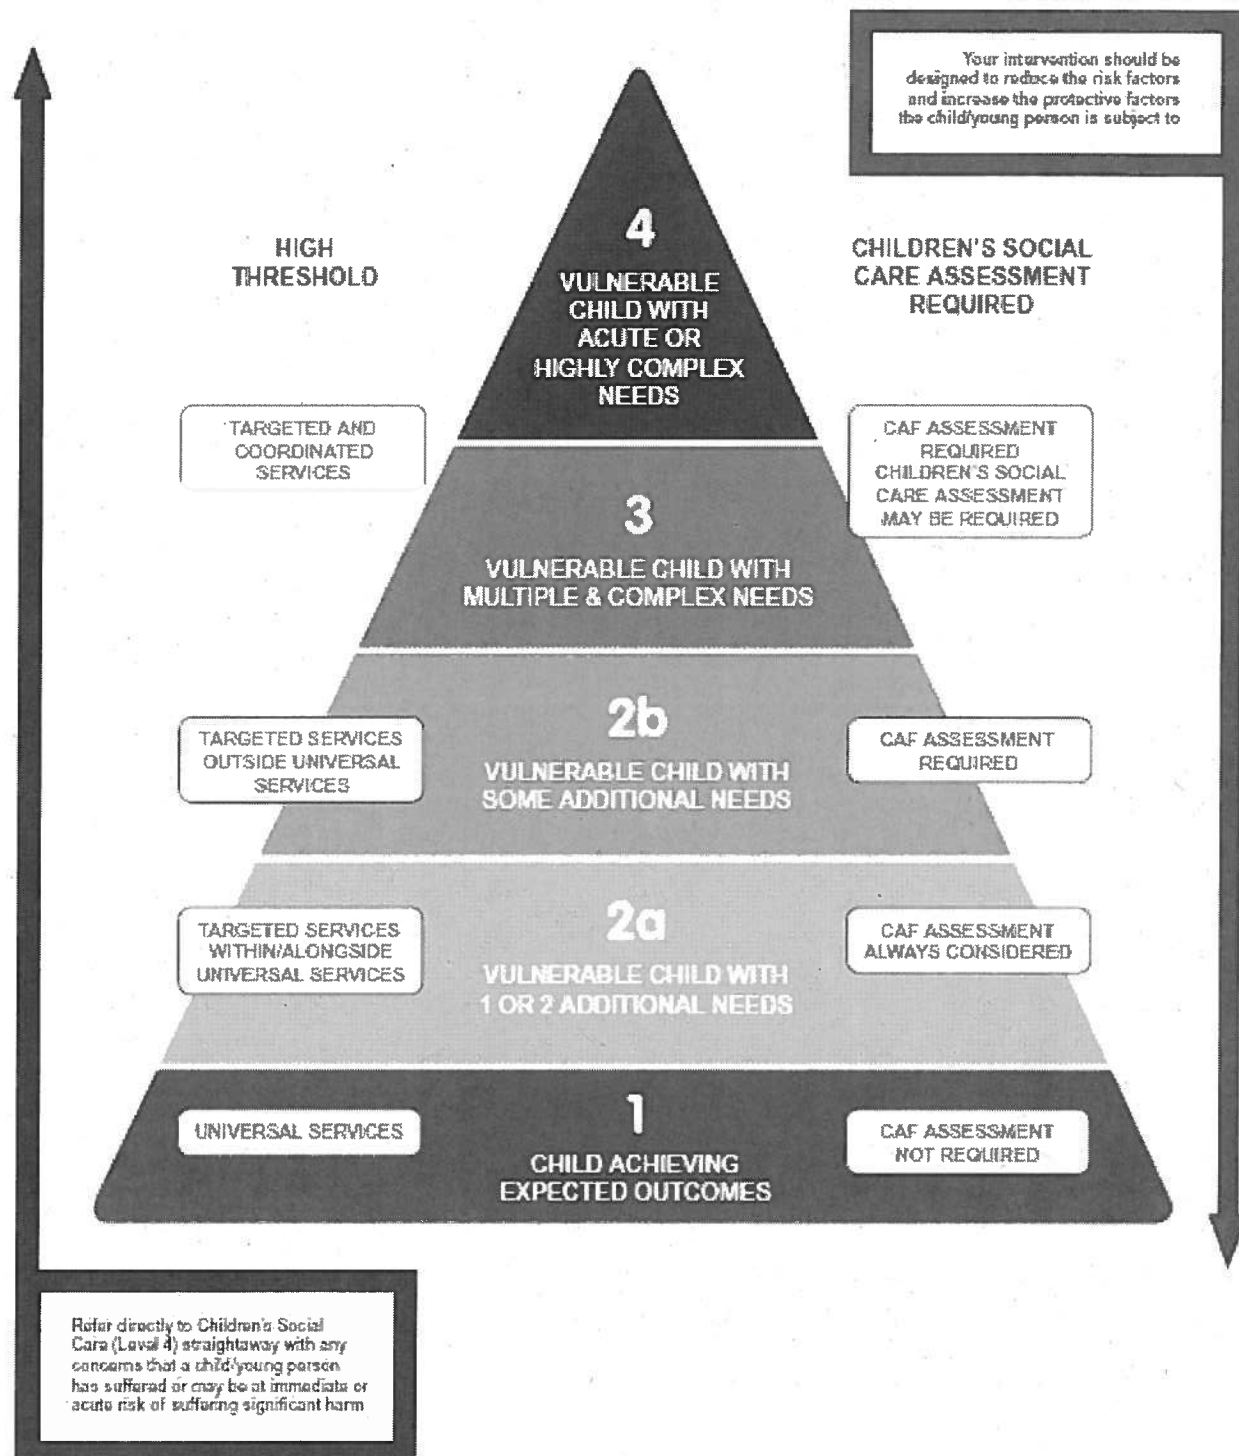 Your intervention should be
designed to reduce the risk factors
and increase the protective factors
the child/young person is subject to
HIGH
THRESHOLD
4
VULNERABLE
CHILD WITH
ACUTE OR
HIGHLY COMPLEX
NEEDS
CHILDREN'S SOCIAL
CARE ASSESSMENT
REQUIRED
TARGETED AND
COORDINATED
SERVICES
3
VULNERABLE CHILD WITH
MULTIPLE & COMPLEX NEEDS
CAF ASSESSMENT
REQUIRED
CHILDREN'S SOCIAL
CARE ASSESSMENT
MAY BE REQUIRED
TARGETED SERVICES
OUTSIDE UNIVERSAL
SERVICES
2b
VULNERABLE CHILD WITH
SOME ADDITIONAL NEEDS
CAF ASSESSMENT
REQUIRED
TARGETED SERVICES
WITHIN/ALONGSIDE
UNIVERSAL SERVICES
2a
VULNERABLE CHILD WITH
1 OR 2 ADDITIONAL NEEDS
CAF ASSESSMENT
ALWAYS CONSIDERED
UNIVERSAL SERVICES
1
CHILD ACHIEVING
EXPECTED OUTCOMES
CAF ASSESSMENT
NOT REQUIRED
Refer directly to Children's Social
Care (Level 4) straightaway with any
concerns that a child/young person
has suffered or may be at immediate or
acute risk of suffering significant harm